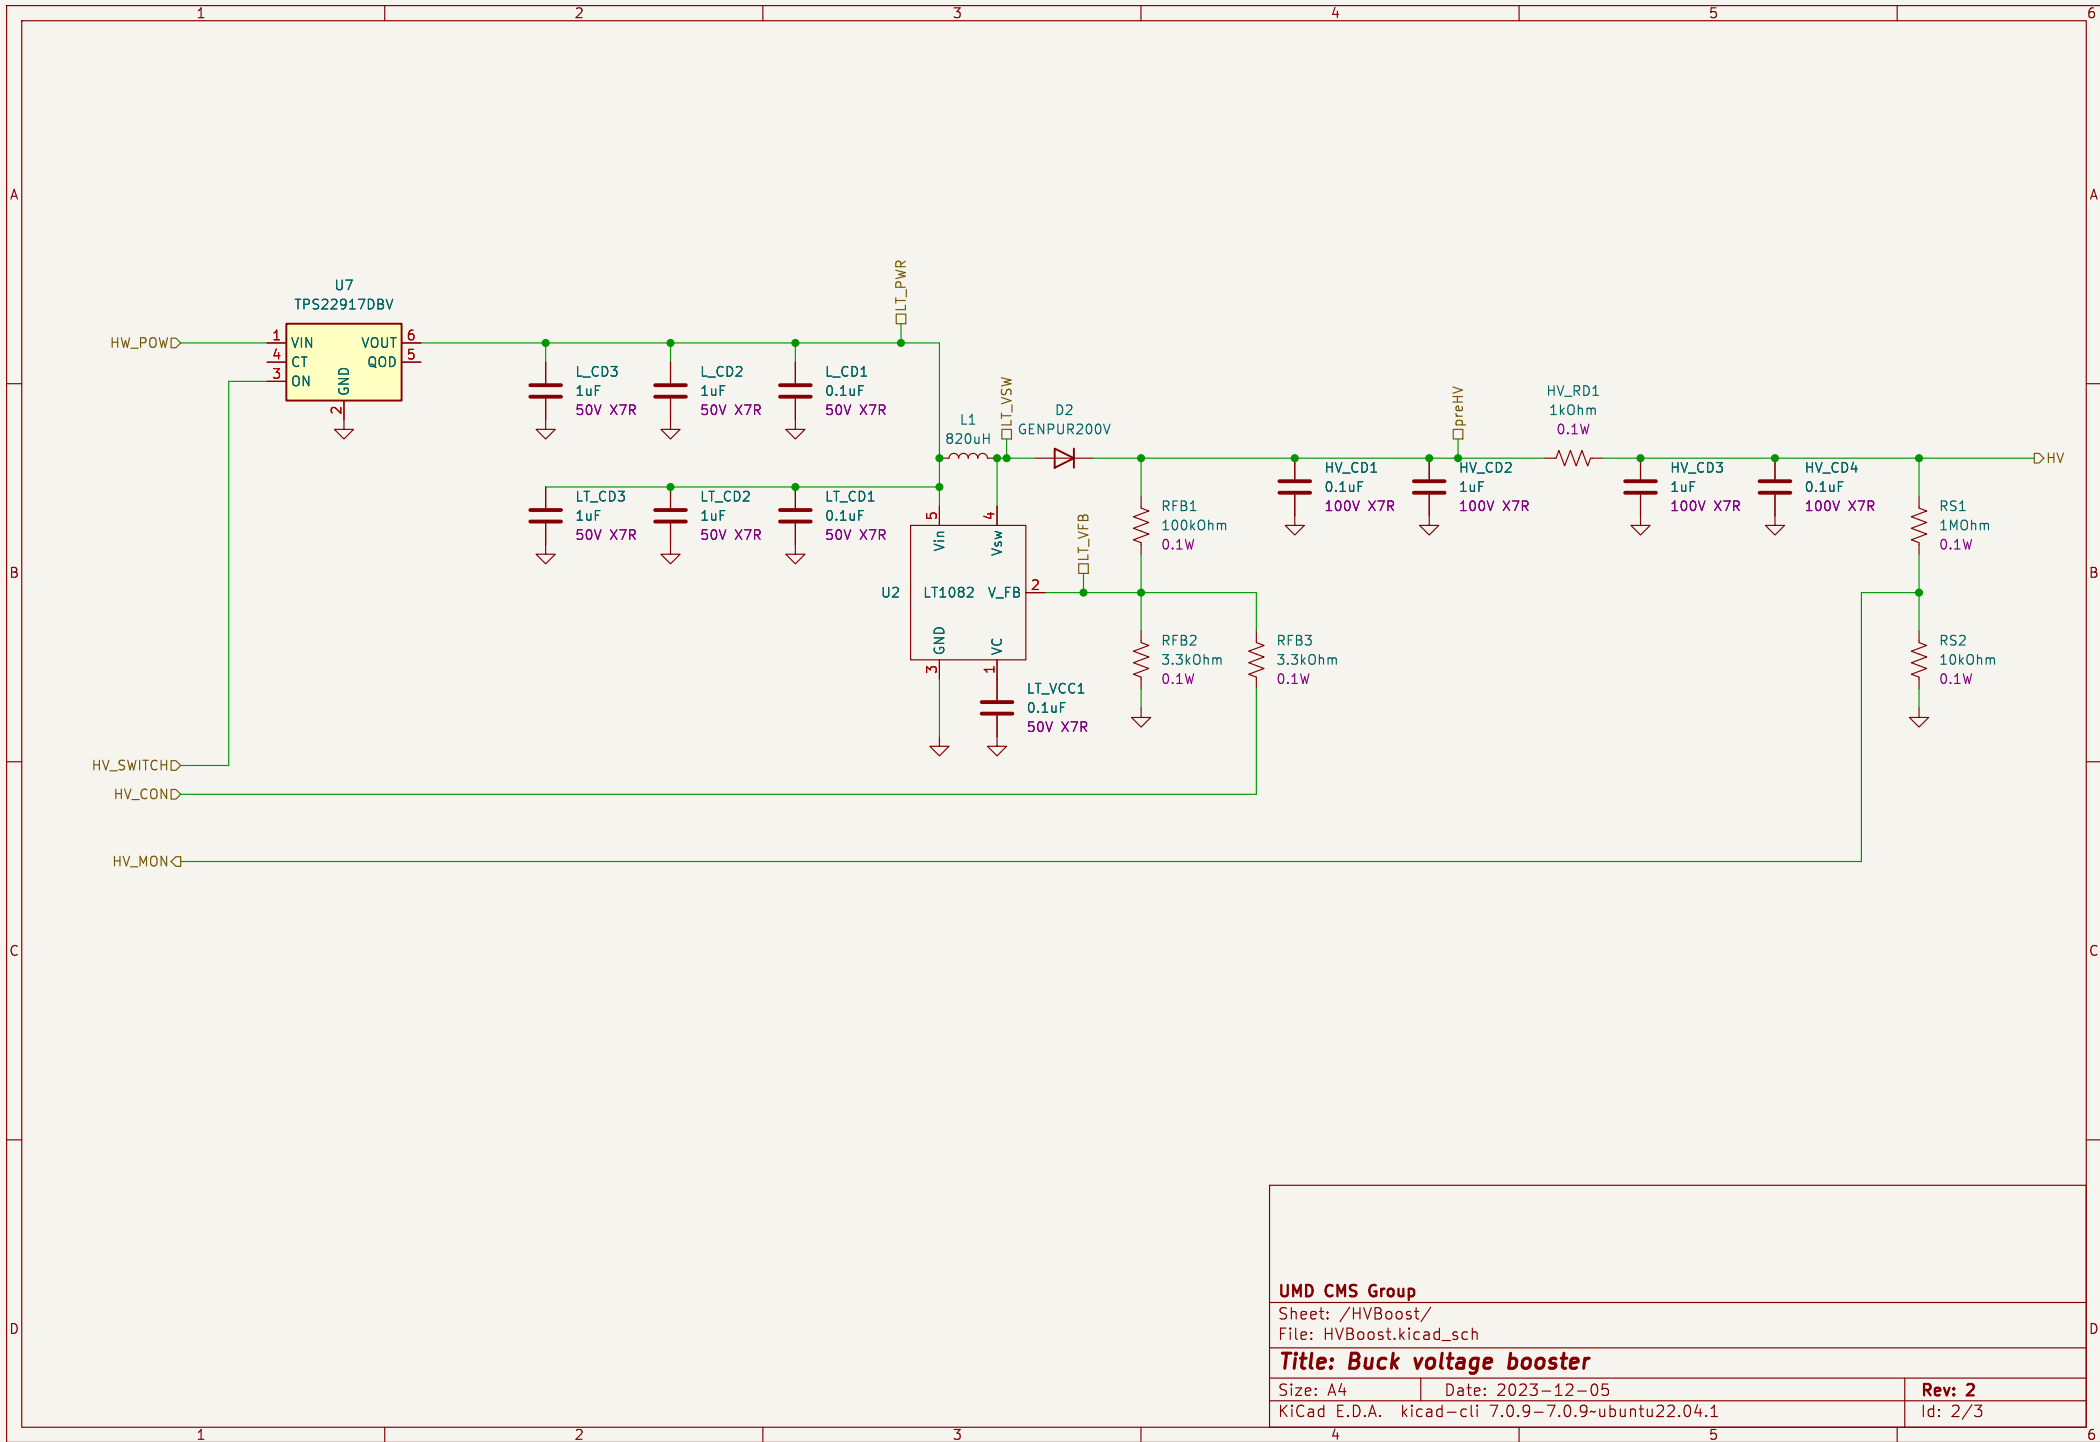 1 2 3 4 5 6
A A
B B
C C
D D
U7
TPS22917DBV
HW_POW
1 VIN
4 CT
3 ON
VOUT 6
QOD 5
GND
2
L_CD3
1uF
50V X7R
L_CD2
1uF
50V X7R
L_CD1
0.1uF
50V X7R
LT_PWR
LT_CD3
1uF
50V X7R
LT_CD2
1uF
50V X7R
LT_CD1
0.1uF
50V X7R
L1
820uH
LT_VSW
D2
GENPUR200V
5
Vin
4
Vsw
U2
LT1082
V_FB 2
GND
3
VC
1
LT_VFB
LT_VCC1
0.1uF
50V X7R
RFB1
100kOhm
0.1W
RFB2
3.3kOhm
0.1W
RFB3
3.3kOhm
0.1W
HV_CD1
0.1uF
100V X7R
preHV
HV_CD2
1uF
100V X7R
HV_RD1
1kOhm
0.1W
HV_CD3
1uF
100V X7R
HV_CD4
0.1uF
100V X7R
HV
RS1
1MOhm
0.1W
RS2
10kOhm
0.1W
HV_SWITCH
HV_CON
HV_MON
UMD CMS Group
Sheet: /HVBoost/
File: HVBoost.kicad_sch
Title: Buck voltage booster
Size: A4 Date: 2023-12-05 Rev: 2
KiCad E.D.A. kicad-cli 7.0.9-7.0.9~ubuntu22.04.1 Id: 2/3
1 2 3 4 5 6